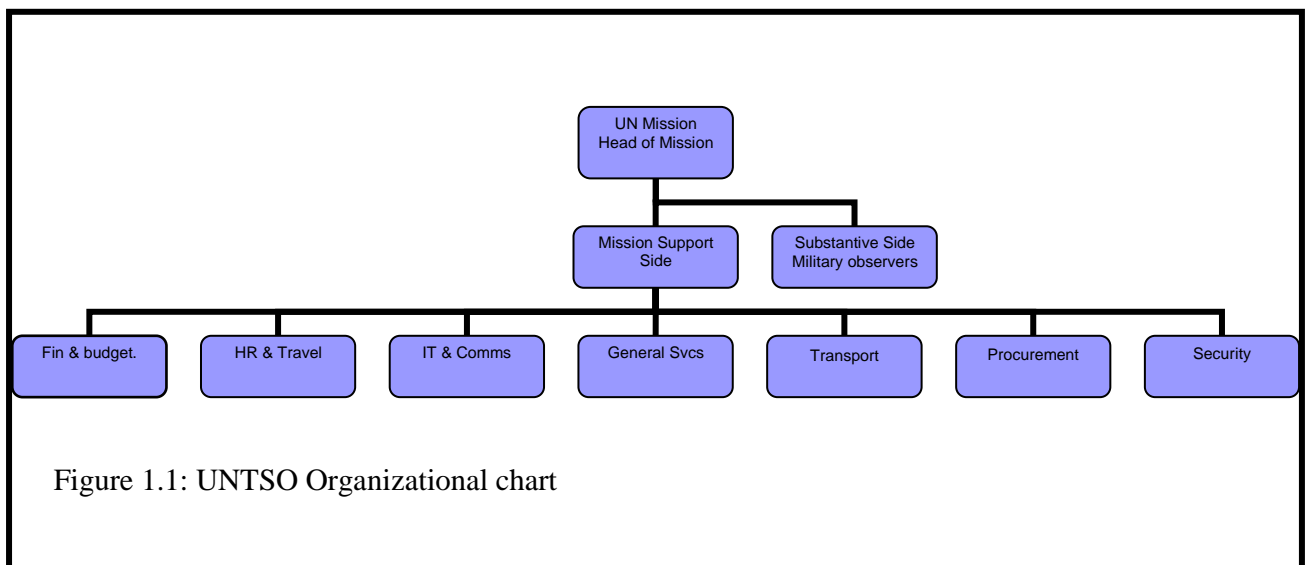 UN Mission
Head of Mission
Mission Support
Side
Substantive Side
Military observers
Fin & budget.
HR & Travel
IT & Comms
General Svcs
Transport
Procurement
Security
Figure 1.1: UNTSO Organizational chart